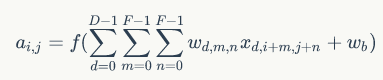 $a_{i,j} = f(\sum_{d=0}^{D-1} \sum_{m=0}^{F-1} \sum_{n=0}^{F-1} w_{d,m,n} x_{d,i+m,j+n} + w_b)$